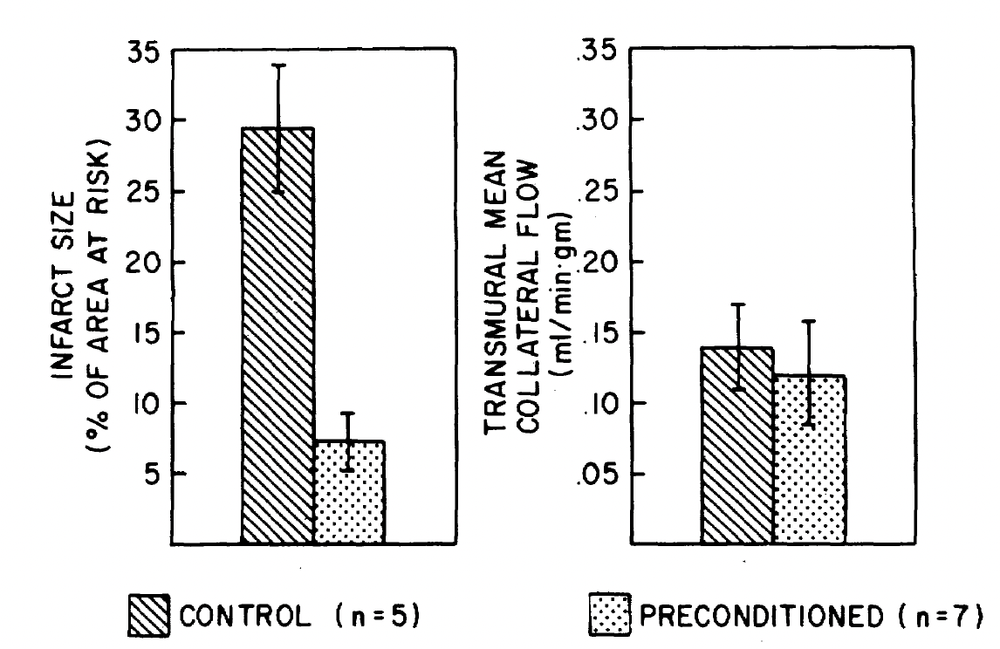 INFARCT SIZE
(% OF AREA AT RISK)
35
30
25
20
15
10
5
TRANSMURAL MEAN
COLLATERAL FLOW
(ml/min·gm)
.35
.30
.25
.20
.15
.10
.05
CONTROL (n=5)
PRECONDITIONED (n=7)